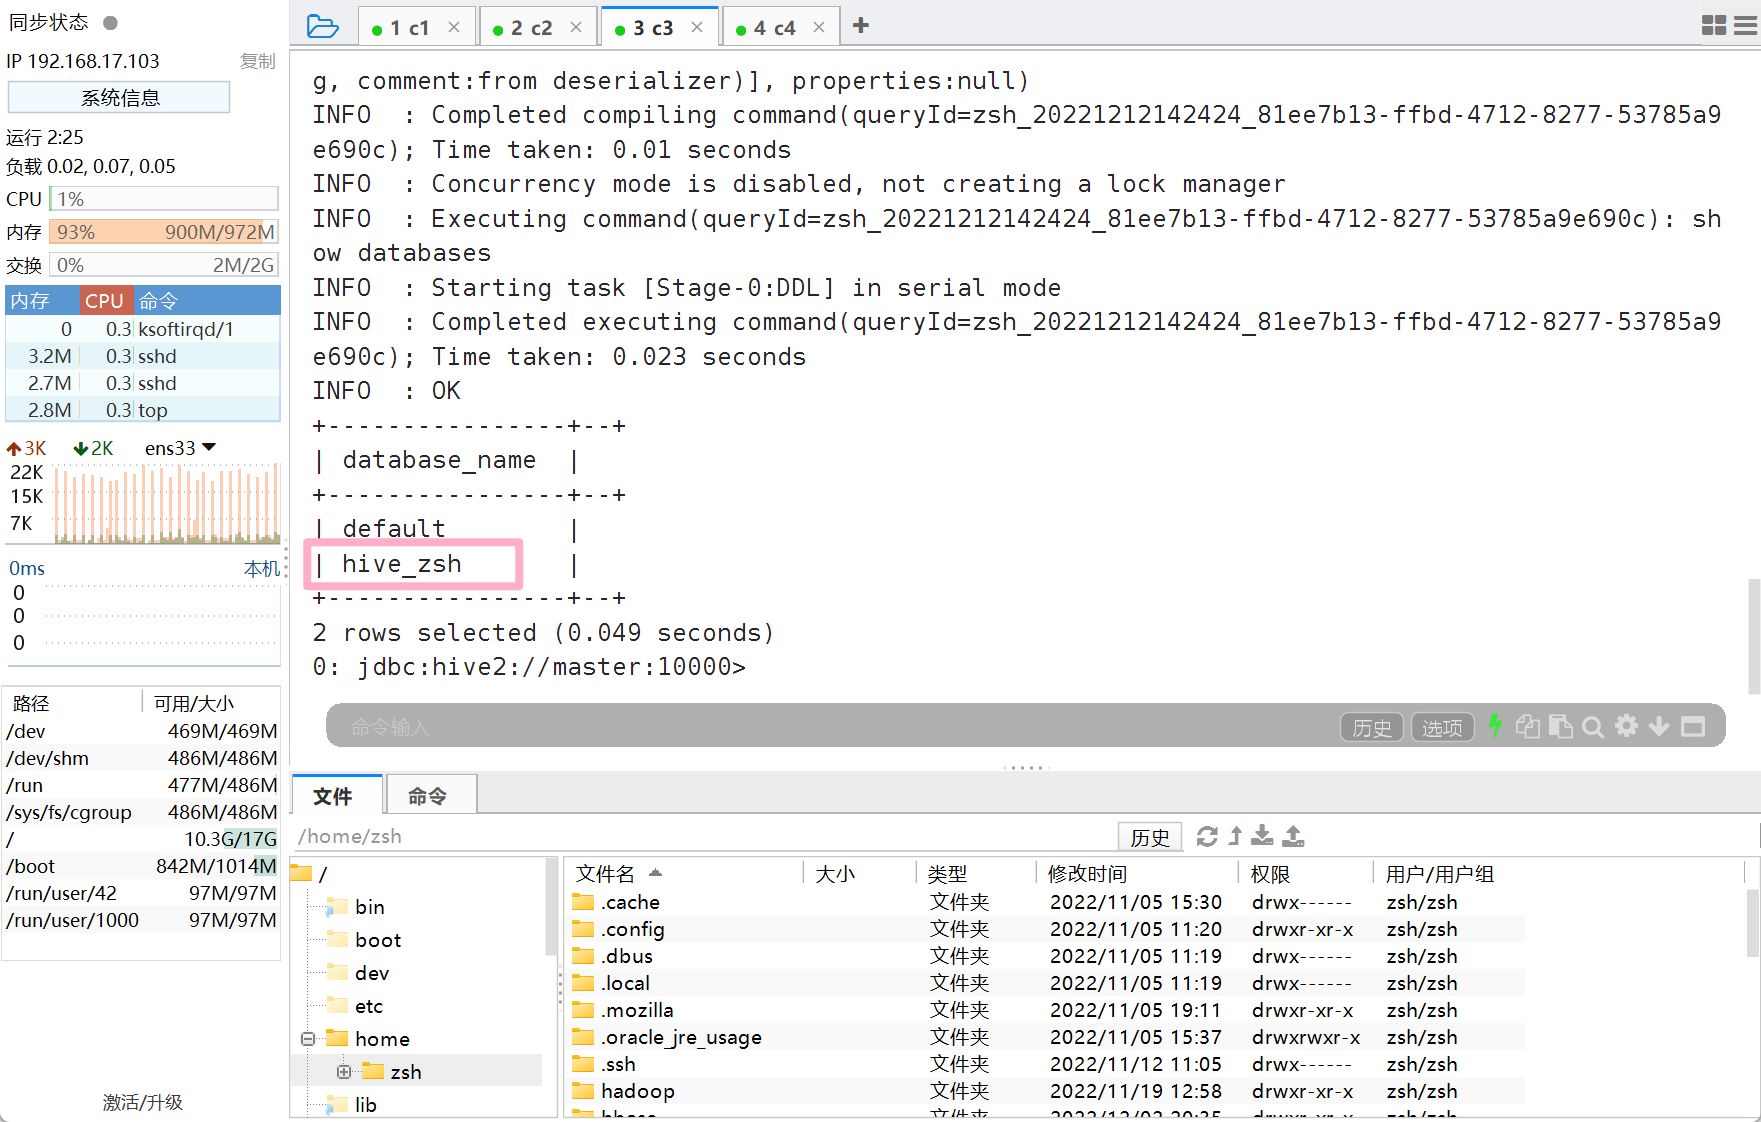 同步状态
IP 192.168.17.103 复制
系统信息
运行 2:25
负载 0.02, 0.07, 0.05
CPU 1%
内存 93% 900M/972M
交换 0% 2M/2G
内存 CPU 命令
0 0.3 ksoftirqd/1
3.2M 0.3 sshd
2.7M 0.3 sshd
2.8M 0.3 top
3K 2K ens33
22K
15K
7K
0ms 本机
0
0
0
路径 可用/大小
/dev 469M/469M
/dev/shm 486M/486M
/run 477M/486M
/sys/fs/cgroup 486M/486M
/ 10.3G/17G
/boot 842M/1014M
/run/user/42 97M/97M
/run/user/1000 97M/97M
激活/升级
1 c1 2 c2 3 c3 4 c4
g, comment:from deserializer)], properties:null)
INFO  : Completed compiling command(queryId=zsh_20221212142424_81ee7b13-ffbd-4712-8277-53785a9
e690c); Time taken: 0.01 seconds
INFO  : Concurrency mode is disabled, not creating a lock manager
INFO  : Executing command(queryId=zsh_20221212142424_81ee7b13-ffbd-4712-8277-53785a9e690c): sh
ow databases
INFO  : Starting task [Stage-0:DDL] in serial mode
INFO  : Completed executing command(queryId=zsh_20221212142424_81ee7b13-ffbd-4712-8277-53785a9
e690c); Time taken: 0.023 seconds
INFO  : OK
+----------------+--+
| database_name  |
+----------------+--+
| default        |
| hive_zsh       |
+----------------+--+
2 rows selected (0.049 seconds)
0: jdbc:hive2://master:10000>
命令输入 历史 选项
文件 命令
/home/zsh 历史
/
bin
boot
dev
etc
home
zsh
lib
文件名 大小 类型 修改时间 权限 用户/用户组
.cache 文件夹 2022/11/05 15:30 drwx------ zsh/zsh
.config 文件夹 2022/11/05 11:20 drwxr-xr-x zsh/zsh
.dbus 文件夹 2022/11/05 11:19 drwx------ zsh/zsh
.local 文件夹 2022/11/05 11:19 drwx------ zsh/zsh
.mozilla 文件夹 2022/11/05 19:11 drwxr-xr-x zsh/zsh
.oracle_jre_usage 文件夹 2022/11/05 15:37 drwxrwxr-x zsh/zsh
.ssh 文件夹 2022/11/12 11:05 drwx------ zsh/zsh
hadoop 文件夹 2022/11/19 12:58 drwxr-xr-x zsh/zsh
hbase 文件夹 drwxr-xr-x zsh/zsh